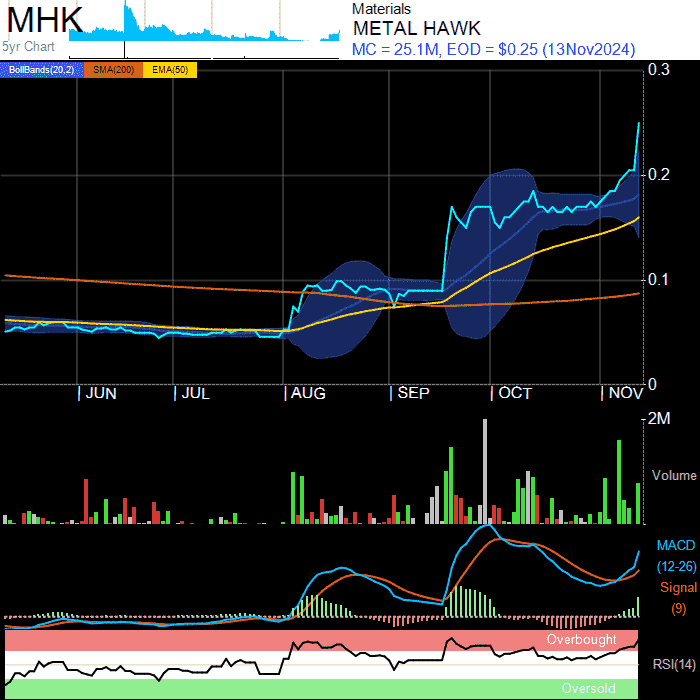 MHK
5yr Chart
Materials
METAL HAWK
MC = 25.1M, EOD = $0.25 (13Nov2024)
BollBands(20,2) SMA(200) EMA(50)
0.3
0.2
0.1
0
| JUN | JUL | AUG | SEP | OCT | NOV
2M
Volume
MACD
(12-26)
Signal
(9)
Overbought
RSI(14)
Oversold